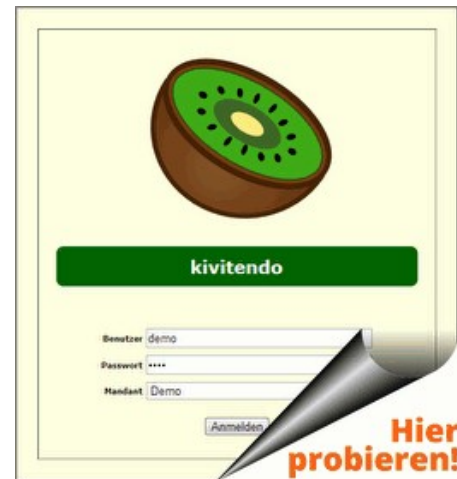 kivitendo
Benutzer demo
Passwort ••••
Mandant Demo
Anmelden
Hier
probieren!